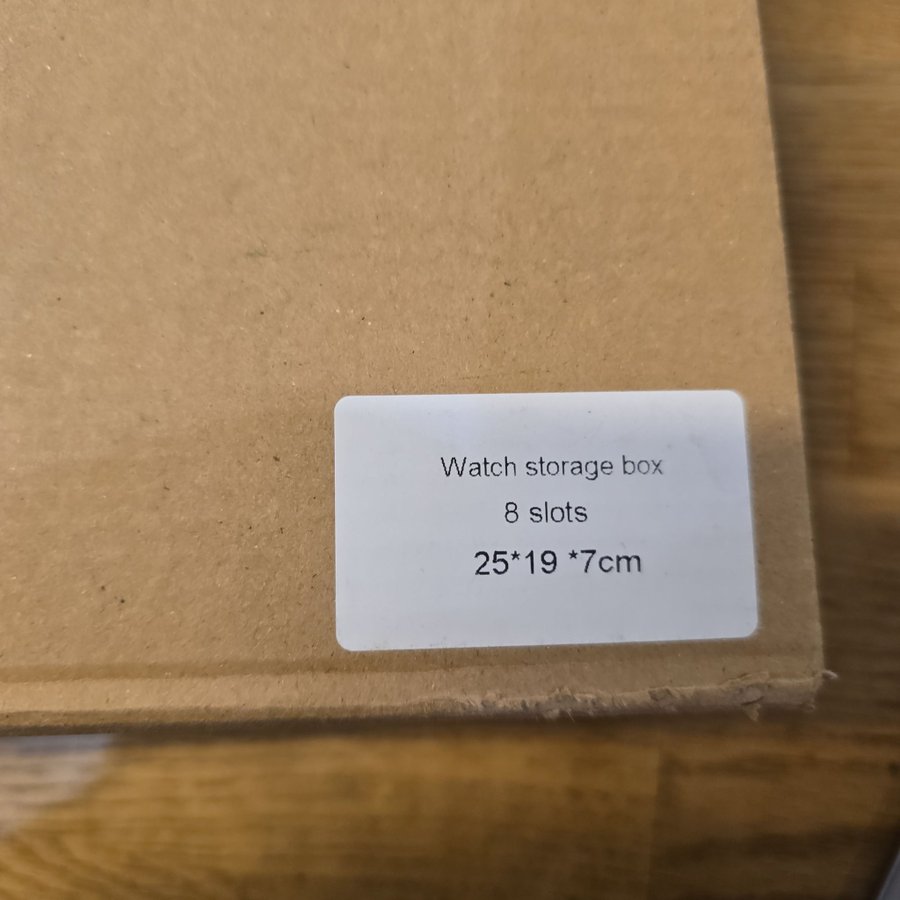 Watch storage box
8 slots
25*19 *7cm